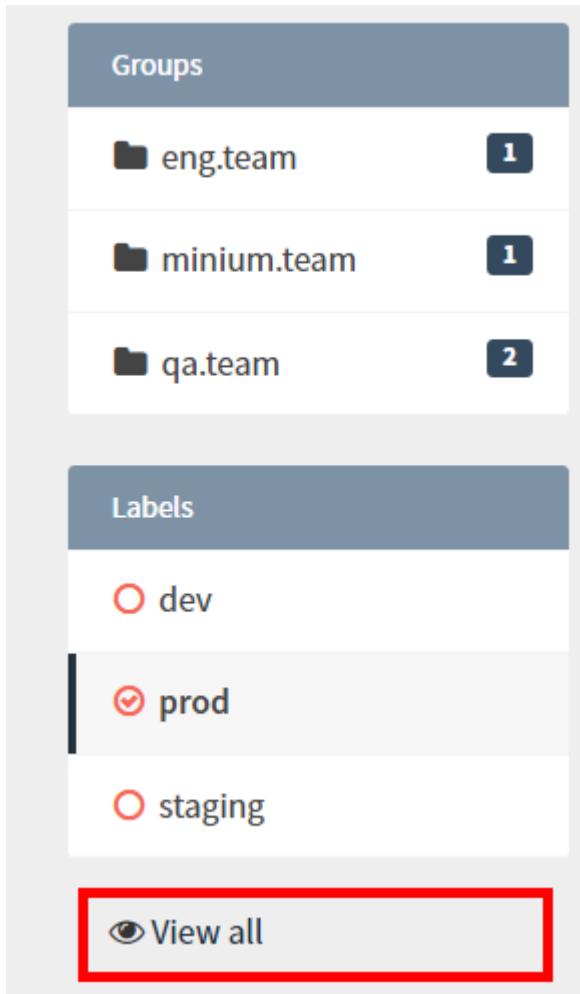 Groups
eng.team 1
minium.team 1
qa.team 2
Labels
dev
prod
staging
View all